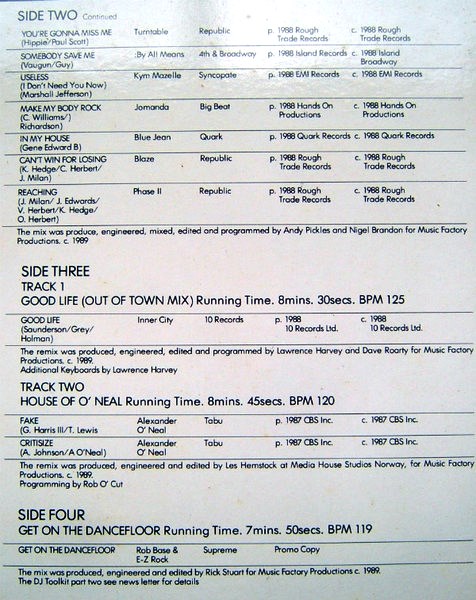 SIDE TWO Continued
YOU'RE GONNA MISS ME Turntable Republic p. 1988 Rough c. 1988 Rough
(Hippie/Paul Scott) Trade Records Trade Records
SOMEBODY SAVE ME :By All Means 4th & Broadway p. 1988 Island Records c. 1988 Island
(Vaugun/Guy) Broadway
USELESS Kym Mazelle Syncopate p. 1988 EMI Records c. 1988 EMI Records
(I Don't Need You Now)
(Marshall Jefferson)
MAKE MY BODY ROCK Jomanda Big Beat p. 1988 Hands On c. 1988 Hands On
(C. Williams/) Productions Productions
Richardson)
IN MY HOUSE Blue Jean Quark p. 1988 Quark Records c. 1988 Quark Records
(Gene Edward B)
CAN'T WIN FOR LOSING Blaze Republic p. 1988 Rough c. 1988 Rough
(K. Hedge/C. Herbert/ Trade Records Trade Records
J. Milan)
REACHING Phase II Republic p. 1988 Rough c. 1988 Rough
(J. Milan/ J. Edwards/ Trade Records Trade Records
V. Herbert/K. Hedge/
O. Herbert)
The mix was produce, engineered, mixed, edited and programmed by Andy Pickles and Nigel Brandon for Music Factory
Productions. c. 1989
SIDE THREE
TRACK 1
GOOD LIFE (OUT OF TOWN MIX) Running Time. 8mins. 30secs. BPM 125
GOOD LIFE Inner City 10 Records p. 1988 c. 1988
(Saunderson/Grey/ 10 Records Ltd. 10 Records Ltd.
Holman)
The remix was produced, engineered, edited and programmed by Lawrence Harvey and Dave Roarty for Music Factory
Productions. c. 1989.
Additional Keyboards by Lawrence Harvey
TRACK TWO
HOUSE OF O' NEAL Running Time. 8mins. 45secs. BPM 120
FAKE Alexander Tabu p. 1987 CBS Inc. c. 1987 CBS Inc.
(G. Harris III/T. Lewis O' Neal
CRITISIZE Alexander Tabu p. 1987 CBS Inc. c. 1987 CBS Inc.
(A. Johnson/A O'Neal) O' Neal
The remix was produced, engineered and edited by Les Hemstock at Media House Studios Norway, for Music Factory
Productions. c. 1989.
Programming by Rob O' Cut
SIDE FOUR
GET ON THE DANCEFLOOR Running Time. 7mins. 50secs. BPM 119
GET ON THE DANCEFLOOR Rob Base & Supreme Promo Copy
E-Z Rock
The mix was produced, engineered and edited by Rick Stuart for Music Factory Productions c. 1989.
The DJ Toolkit part two see news letter for details